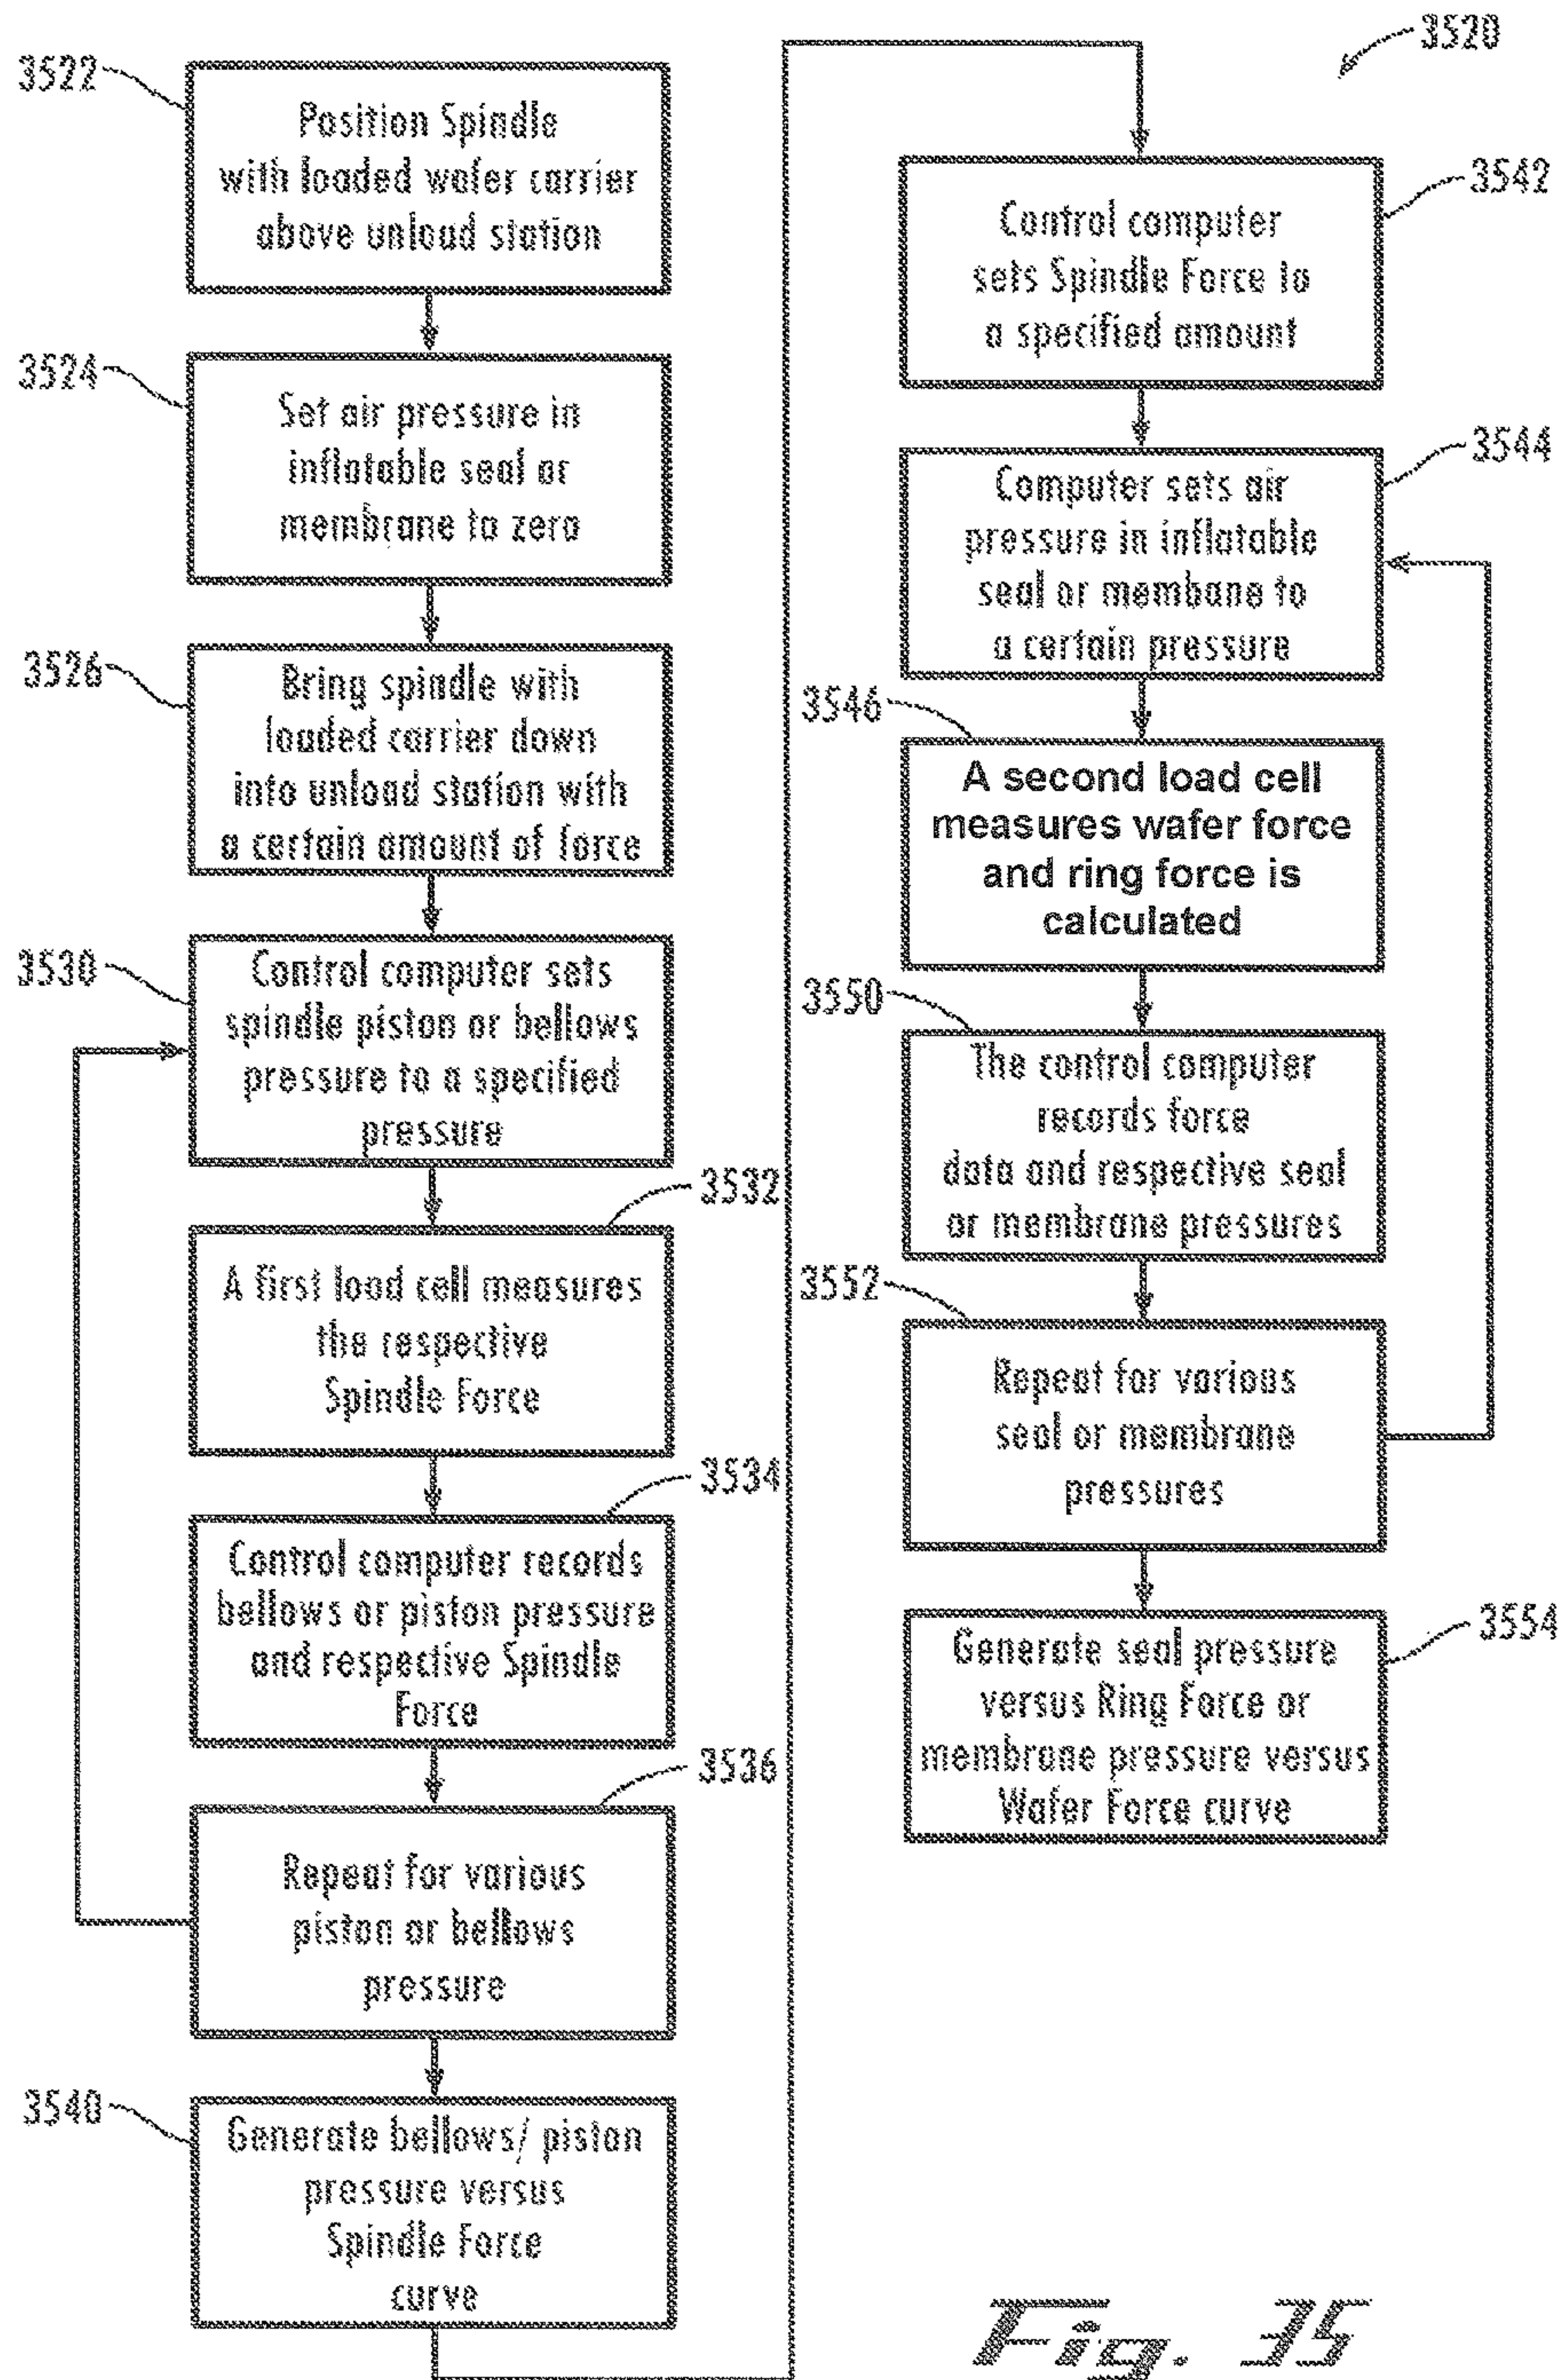 3520
3522
Position Spindle
with loaded wafer carrier
above unload station
3524
Set air pressure in
inflatable seal or
membrane to zero
3526
Bring spindle with
loaded carrier down
into unload station with
a certain amount of force
3530
Control computer sets
spindle piston or bellows
pressure to a specified
pressure
3532
A first load cell measures
the respective
Spindle Force
3534
Control computer records
bellows or piston pressure
and respective Spindle
Force
3536
Repeat for various
piston or bellows
pressure
3540
Generate bellows/ piston
pressure versus
Spindle Force
curve
3542
Control computer
sets Spindle Force to
a specified amount
3544
Computer sets air
pressure in inflatable
seal or membane to
a certain pressure
3546
A second load cell
measures wafer force
and ring force is
calculated
3550
The control computer
records force
data and respective seal
or membrane pressures
3552
Repeat for various
seal or membrane
pressures
3554
Generate seal pressure
versus Ring Force or
membrane pressure versus
Wafer Force curve
Fig. 35